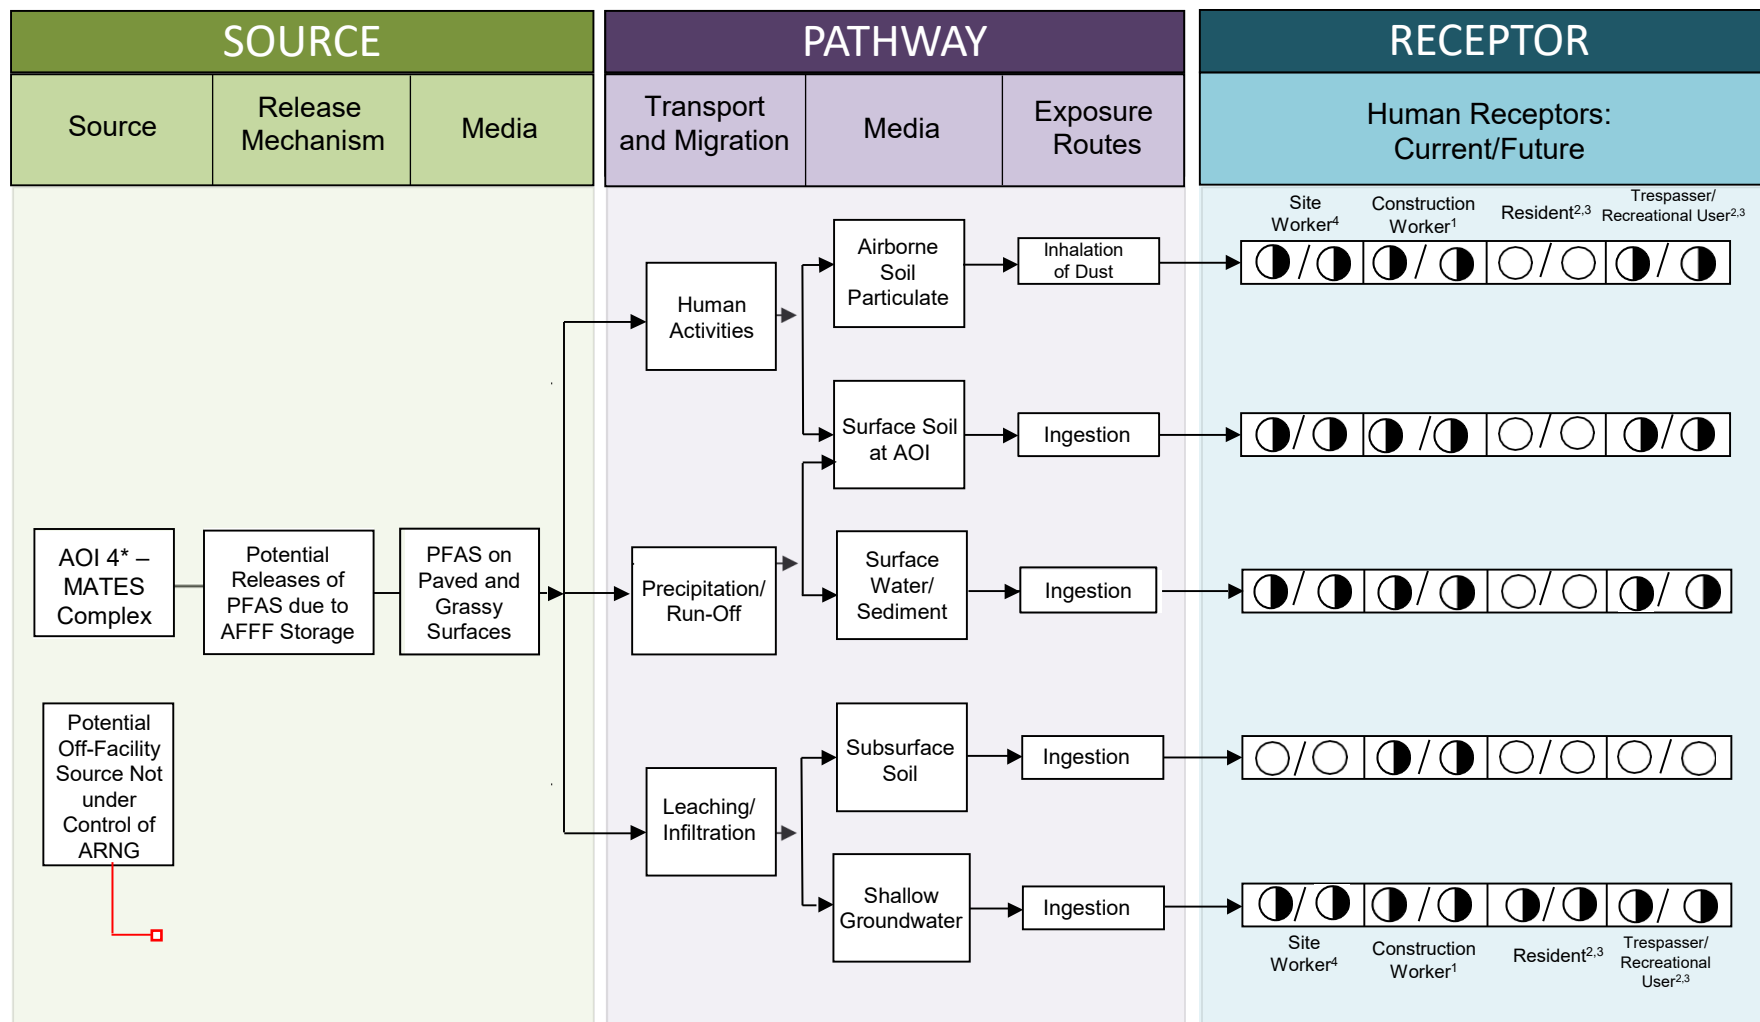 SOURCE
PATHWAY
RECEPTOR
Source
Release
Mechanism
Media
Transport
and Migration
Media
Exposure
Routes
Human Receptors:
Current/Future
Site
Worker4
Construction
Worker1
Resident2,3
Trespasser/
Recreational User2,3
Airborne
Soil
Particulate
Inhalation
of Dust
/ / / /
Human
Activities
Surface Soil
at AOI
Ingestion
/ / / /
AOI 4* –
MATES
Complex
Potential
Releases of
PFAS due to
AFFF Storage
PFAS on
Paved and
Grassy
Surfaces
Precipitation/
Run-Off
Surface
Water/
Sediment
Ingestion
/ / / /
Potential
Off-Facility
Source Not
under
Control of
ARNG
Leaching/
Infiltration
Subsurface
Soil
Ingestion
/ / / /
Shallow
Groundwater
Ingestion
/ / / /
Site
Worker4
Construction
Worker1
Resident2,3
Trespasser/
Recreational
User2,3